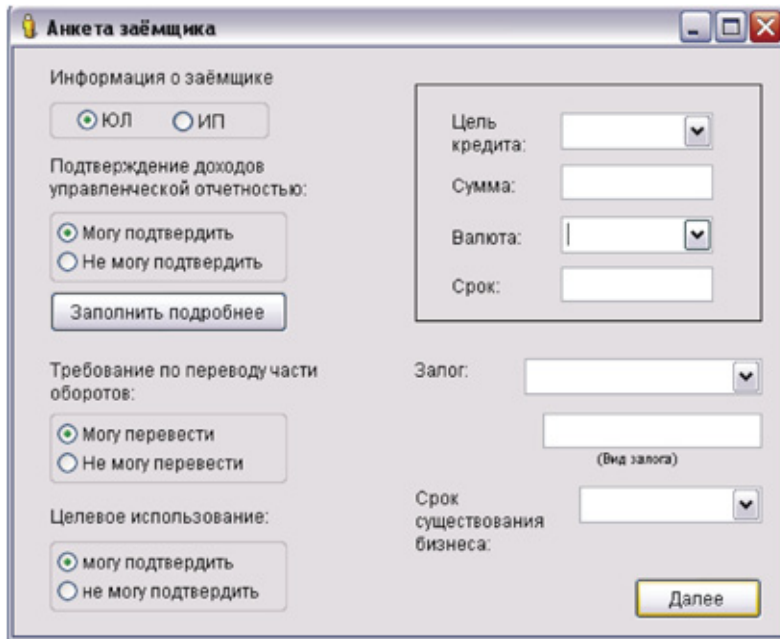 Анкета заёмщика
Информация о заёмщике
ЮЛ ИП
Подтверждение доходов
управленческой отчетностью:
Могу подтвердить
Не могу подтвердить
Заполнить подробнее
Требование по переводу части
оборотов:
Могу перевести
Не могу перевести
Целевое использование:
могу подтвердить
не могу подтвердить
Цель
кредита:
Сумма:
Валюта:
Срок:
Залог:
(Вид залога)
Срок
существования
бизнеса:
Далее